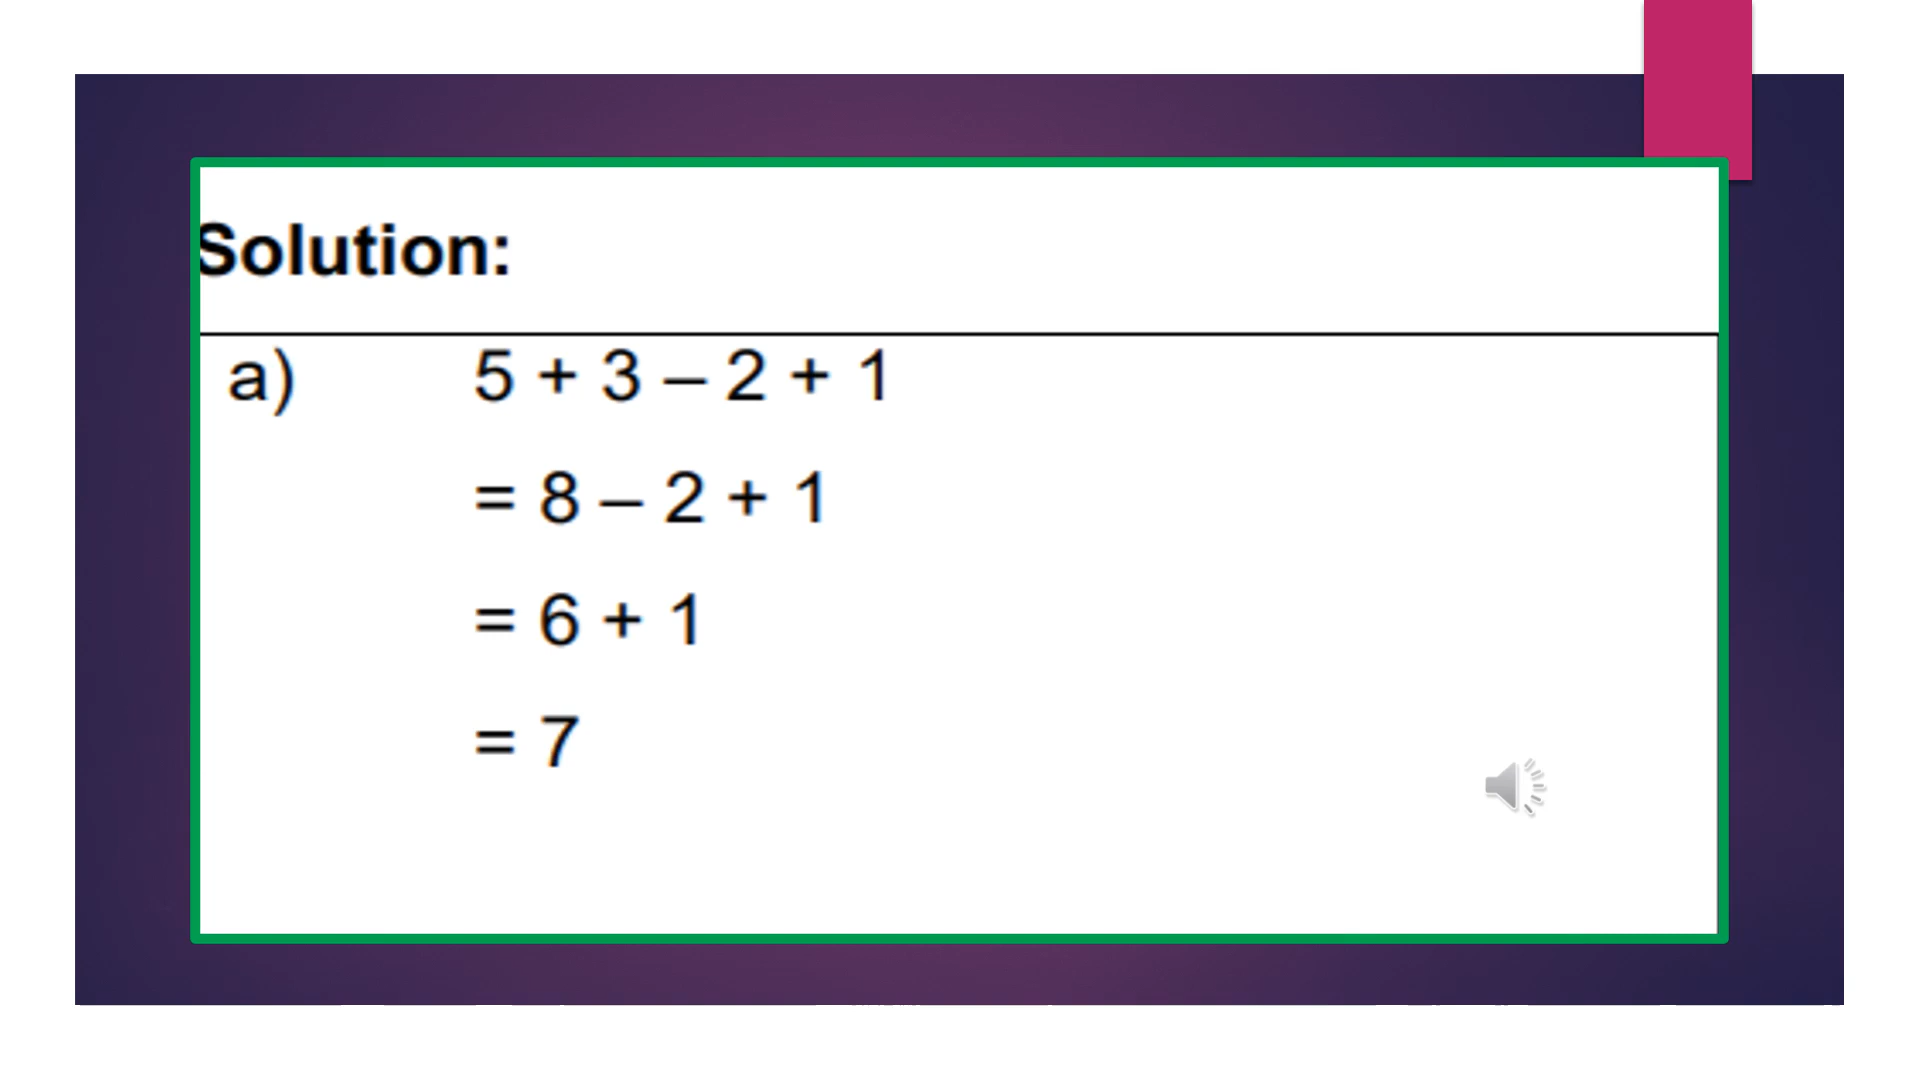 Solution:
a) 5 + 3 – 2 + 1
= 8 – 2 + 1
= 6 + 1
= 7